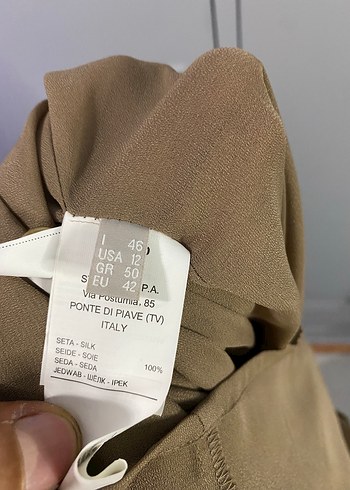 I 46
USA 12
GR 50
EU 42
P.A.
Via Postumia, 85
PONTE DI PIAVE (TV)
ITALY
SETA - SILK
SEIDE - SOIE
SEDA - SEDA 100%
JEDWAB - ШЁЛК - IPEK